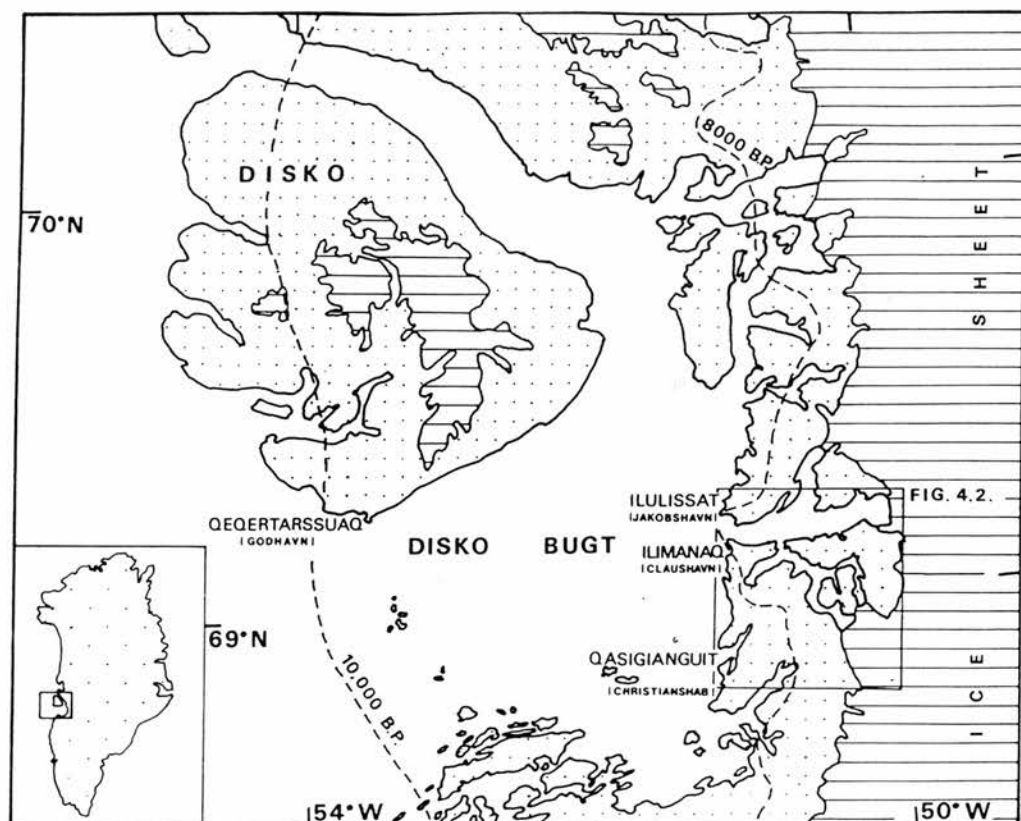 8000 B.P.
DISKO
70°N
SHEET
ILULISSAT
(JAKOBSHAVN)
FIG. 4.2.
QEQERTARSSUAQ
(GODHAVN)
DISKO BUGT
ILIMANAQ
(CLAUSHAVN)
69°N
QASIGIANGUIT
(CHRISTIANSHAB)
10.000 B.P.
ICE
54°W
50°W